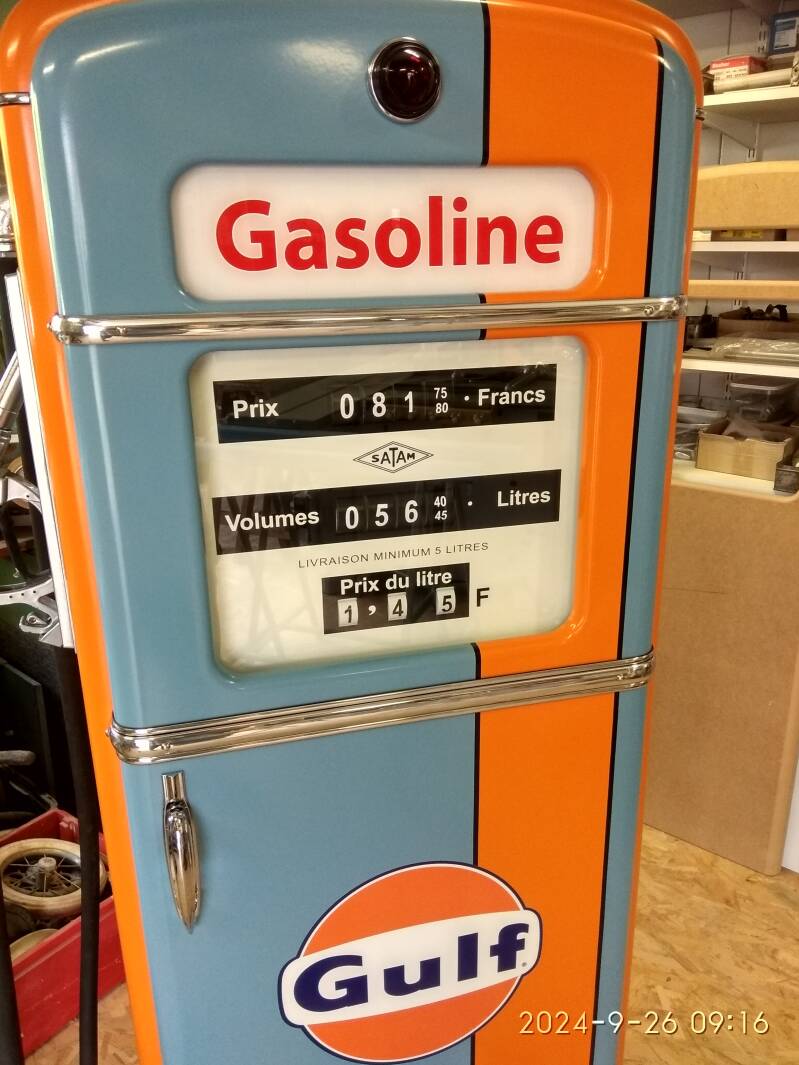 Gasoline
Prix 0 8 1 75 80 · Francs
SATAM
Volumes 0 5 6 40 45 · Litres
LIVRAISON MINIMUM 5 LITRES
Prix du litre
1 , 4 5 F
Gulf
2024-9-26 09:16